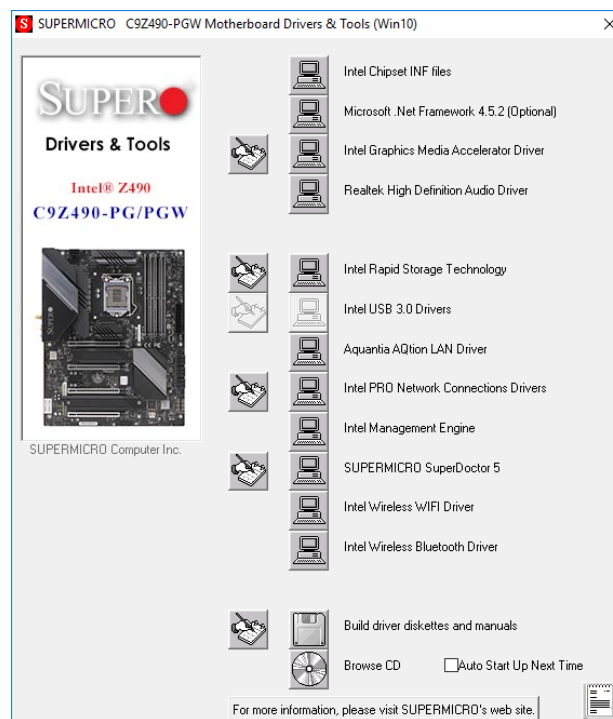 S SUPERMICRO C9Z490-PGW Motherboard Drivers & Tools (Win10)
SUPERO
Drivers & Tools
Intel® Z490
C9Z490-PG/PGW
SUPERMICRO Computer Inc.
Intel Chipset INF files
Microsoft .Net Framework 4.5.2 (Optional)
Intel Graphics Media Accelerator Driver
Realtek High Definition Audio Driver
Intel Rapid Storage Technology
Intel USB 3.0 Drivers
Aquantia AQtion LAN Driver
Intel PRO Network Connections Drivers
Intel Management Engine
SUPERMICRO SuperDoctor 5
Intel Wireless WIFI Driver
Intel Wireless Bluetooth Driver
Build driver diskettes and manuals
Browse CD Auto Start Up Next Time
For more information, please visit SUPERMICRO's web site.